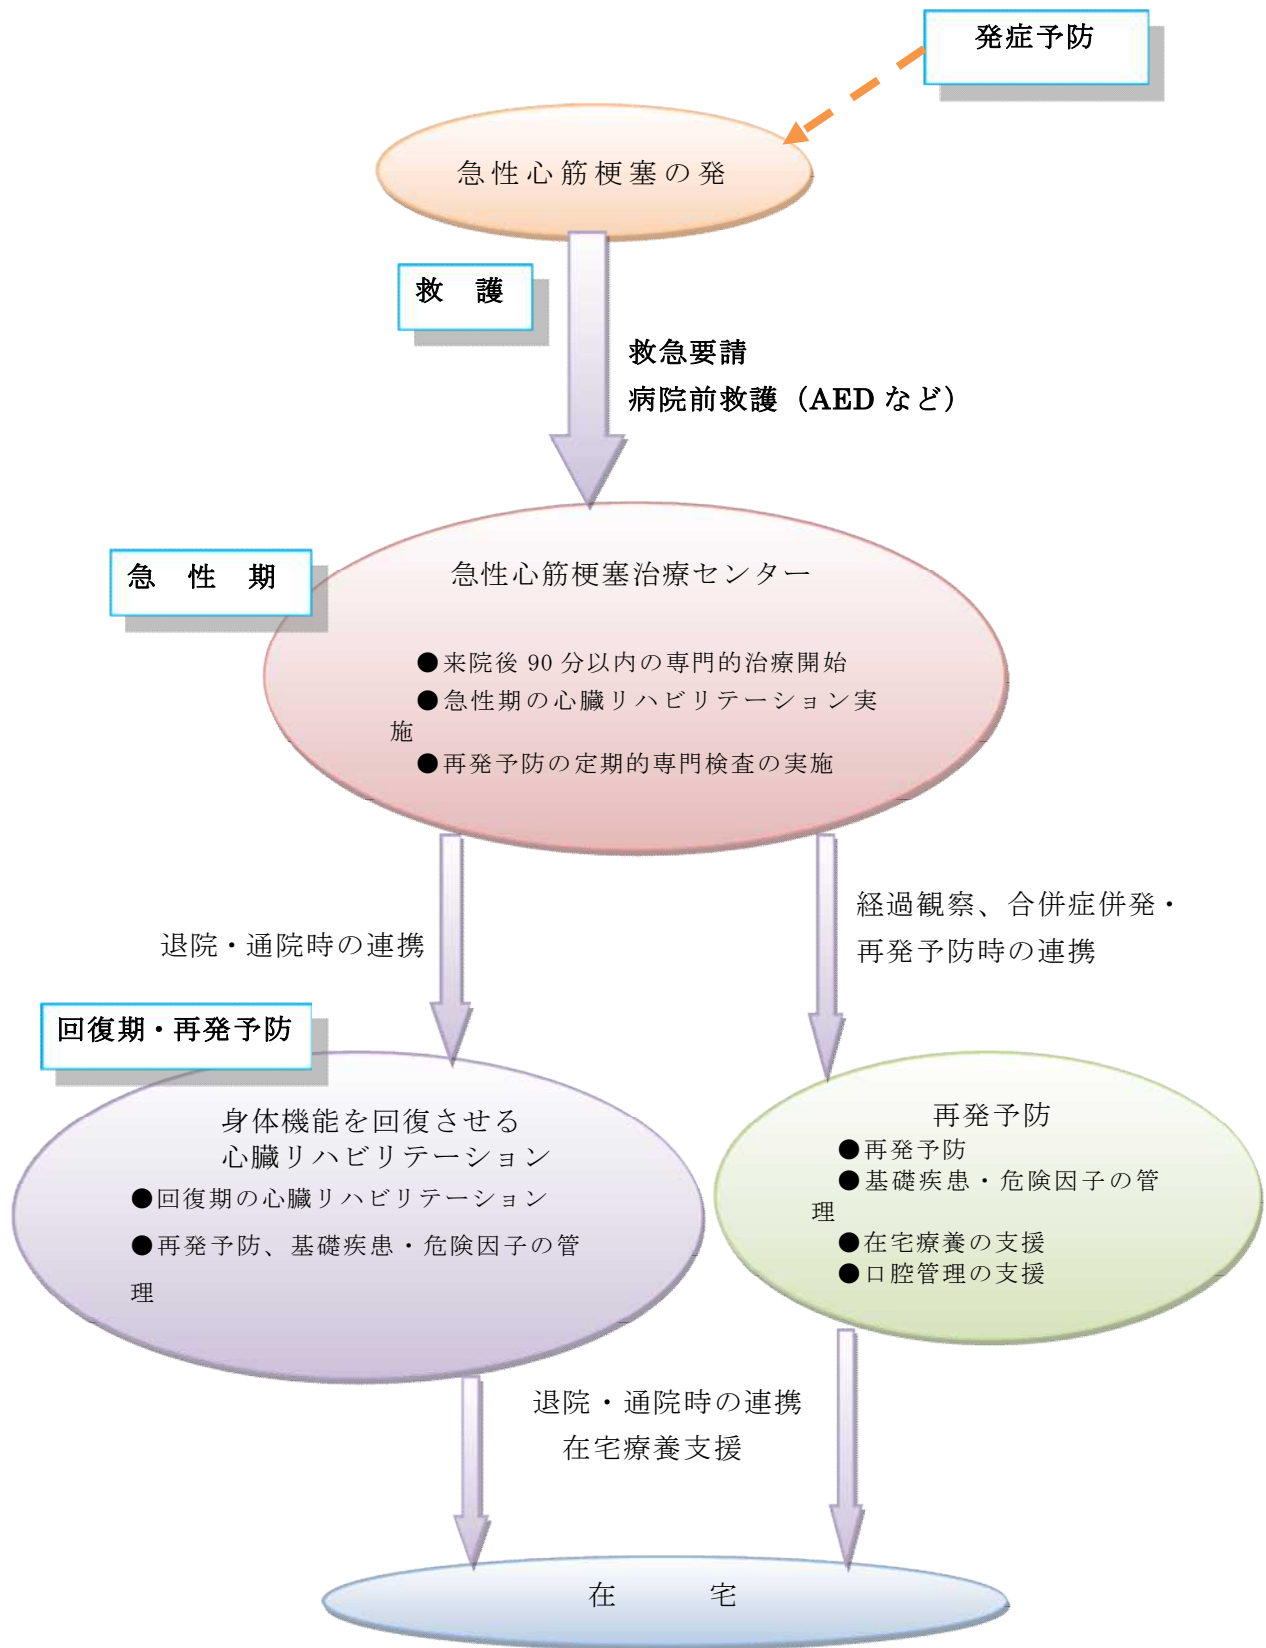 発症予防
急性心筋梗塞の発
救　護
救急要請
病院前救護（AED など）
急　性　期
急性心筋梗塞治療センター
●来院後 90 分以内の専門的治療開始
●急性期の心臓リハビリテーション実
施
●再発予防の定期的専門検査の実施
退院・通院時の連携
経過観察、合併症併発・
再発予防時の連携
回復期・再発予防
身体機能を回復させる
心臓リハビリテーション
●回復期の心臓リハビリテーション
●再発予防、基礎疾患・危険因子の管
理
再発予防
●再発予防
●基礎疾患・危険因子の管
理
●在宅療養の支援
●口腔管理の支援
退院・通院時の連携
在宅療養支援
在　　　宅